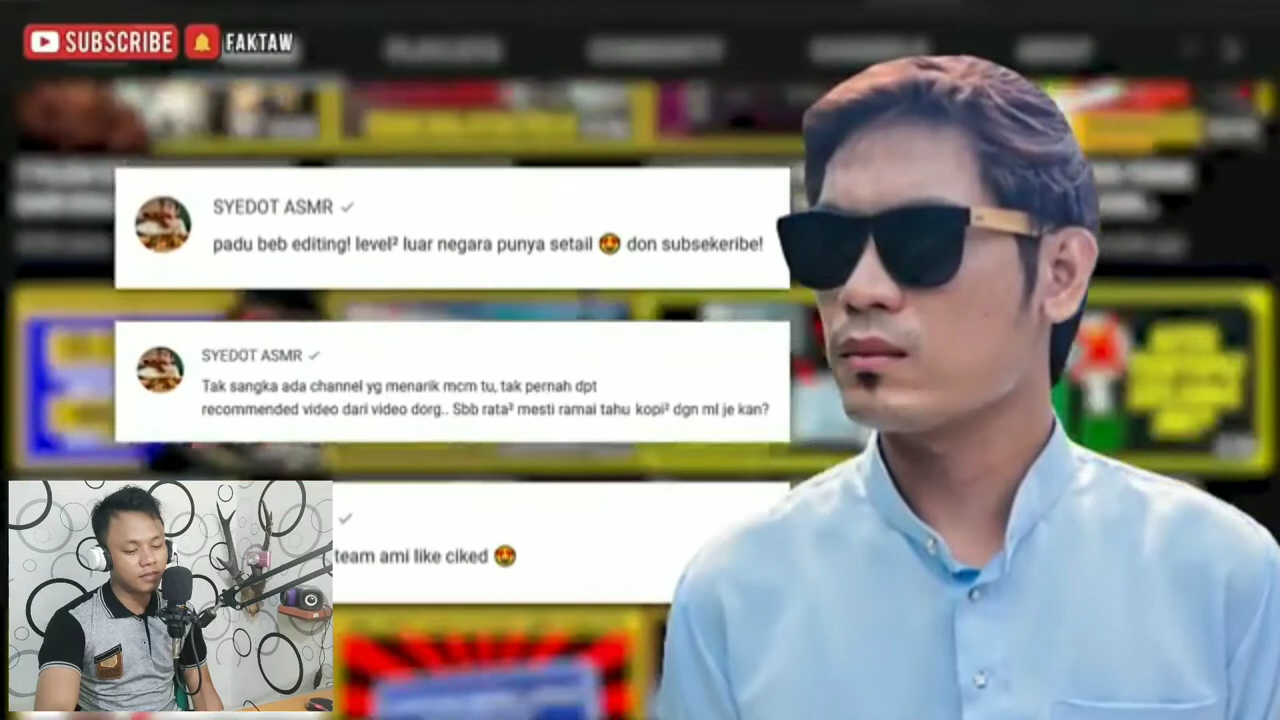 SUBSCRIBE FAKTAW
SYEDOT ASMR
padu beb editing! level² luar negara punya setail 🤩 don subsekeribe!
SYEDOT ASMR
Tak sangka ada channel yg menarik mcm tu, tak pernah dpt
recommended video dari video dorg.. Sbb rata² mesti ramai tahu kopi² dgn ml je kan?
team ami like ciked 🤩